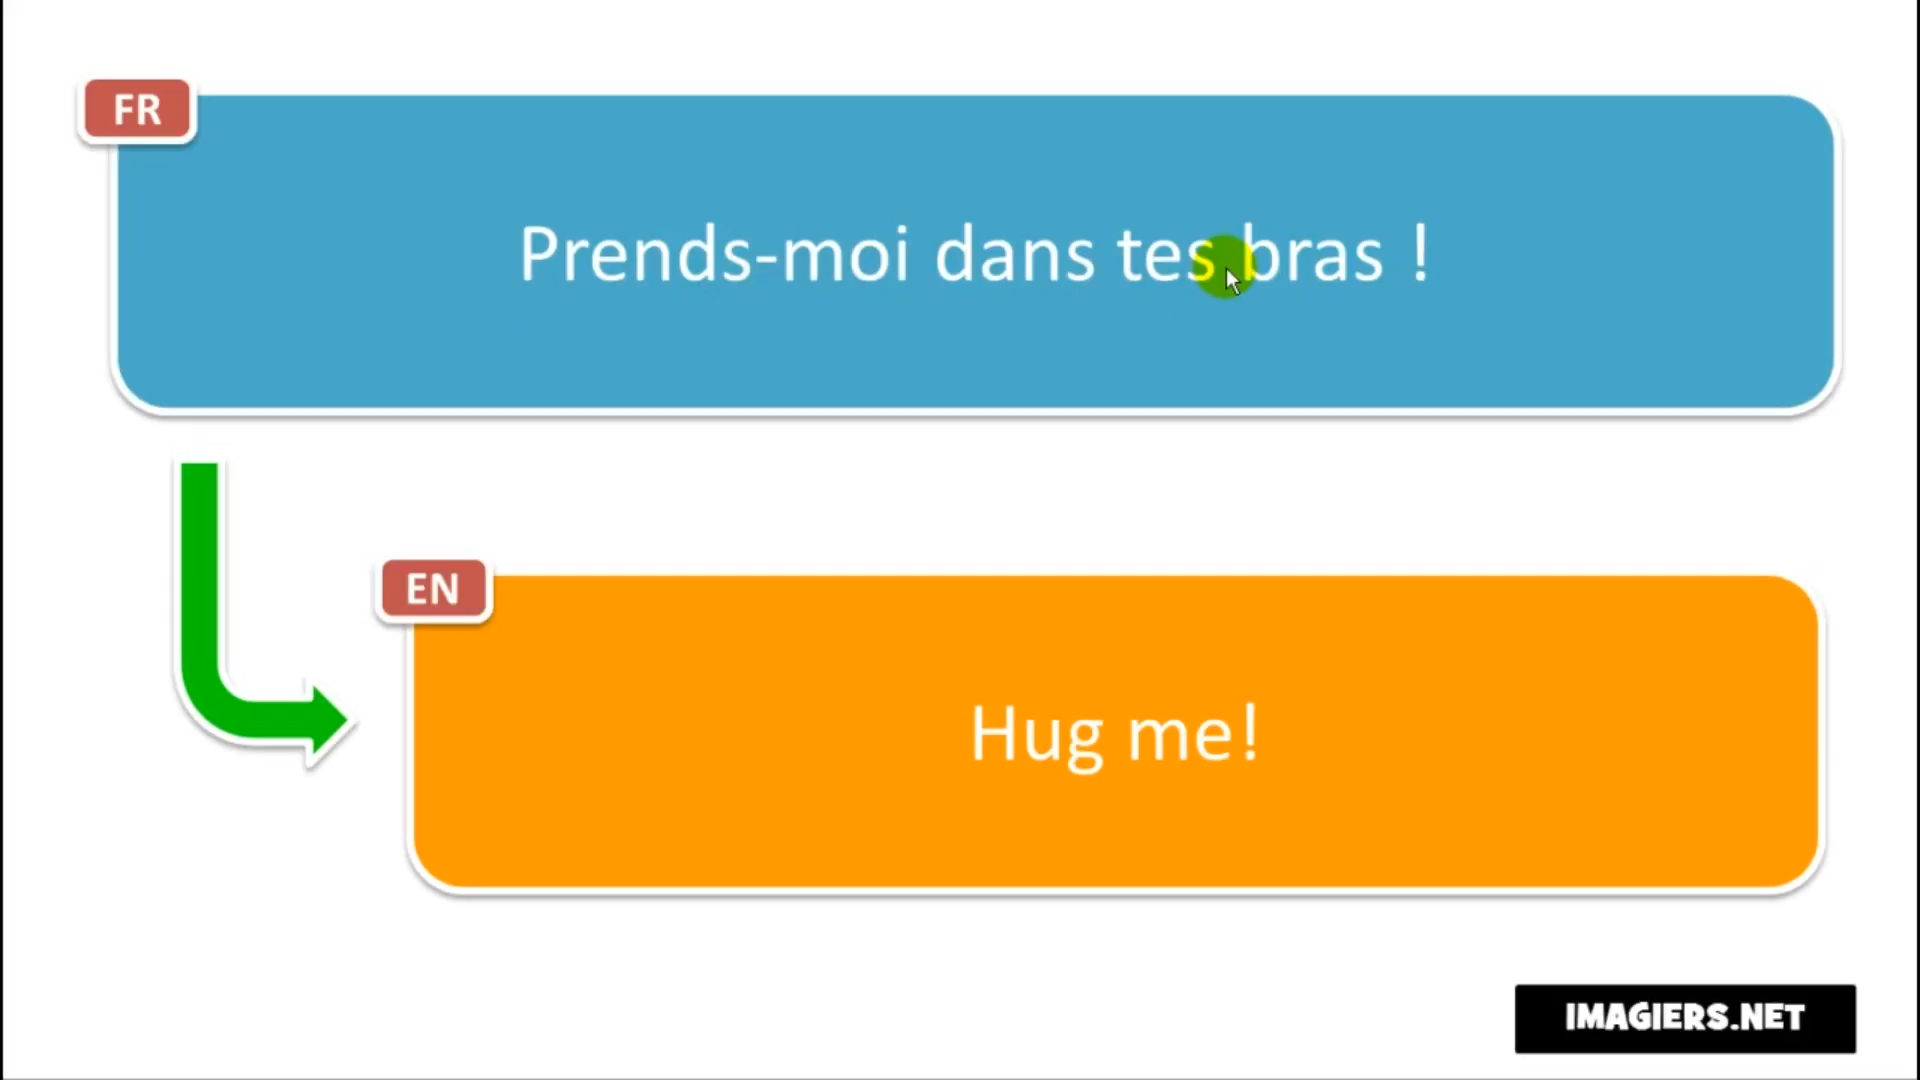 FR
Prends-moi dans tes bras !
EN
Hug me!
IMAGIERS.NET